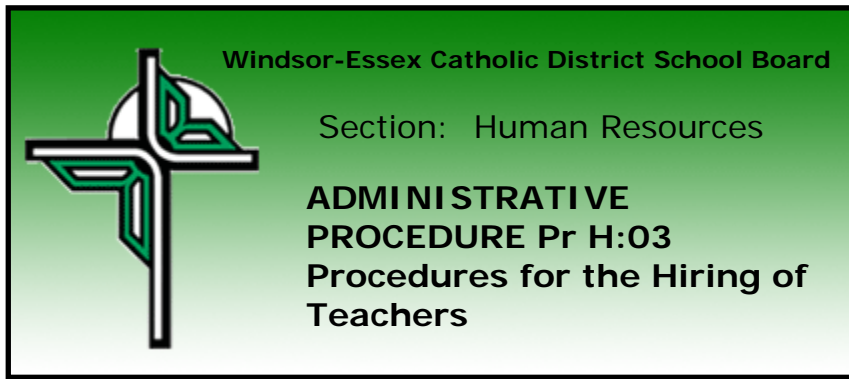 Windsor-Essex Catholic District School Board
Section: Human Resources
ADMINISTRATIVE
PROCEDURE Pr H:03
Procedures for the Hiring of
Teachers